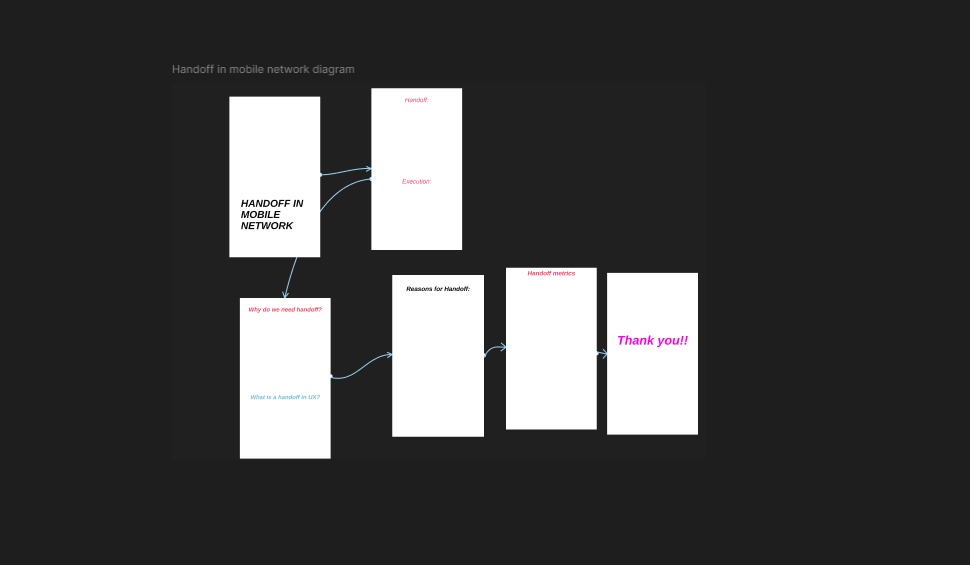 Handoff in mobile network diagram
HANDOFF IN
MOBILE
NETWORK
Handoff:
Execution:
Why do we need handoff?
What is a handoff in UX?
Reasons for Handoff:
Handoff metrics
Thank you!!